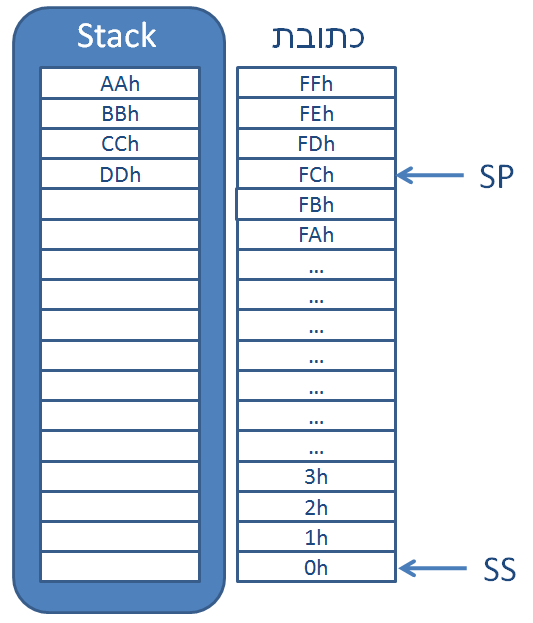 Stack כתובת
AAh FFh
BBh FEh
CCh FDh
DDh FCh SP
FBh
FAh
...
...
...
...
...
...
...
3h
2h
1h
0h SS